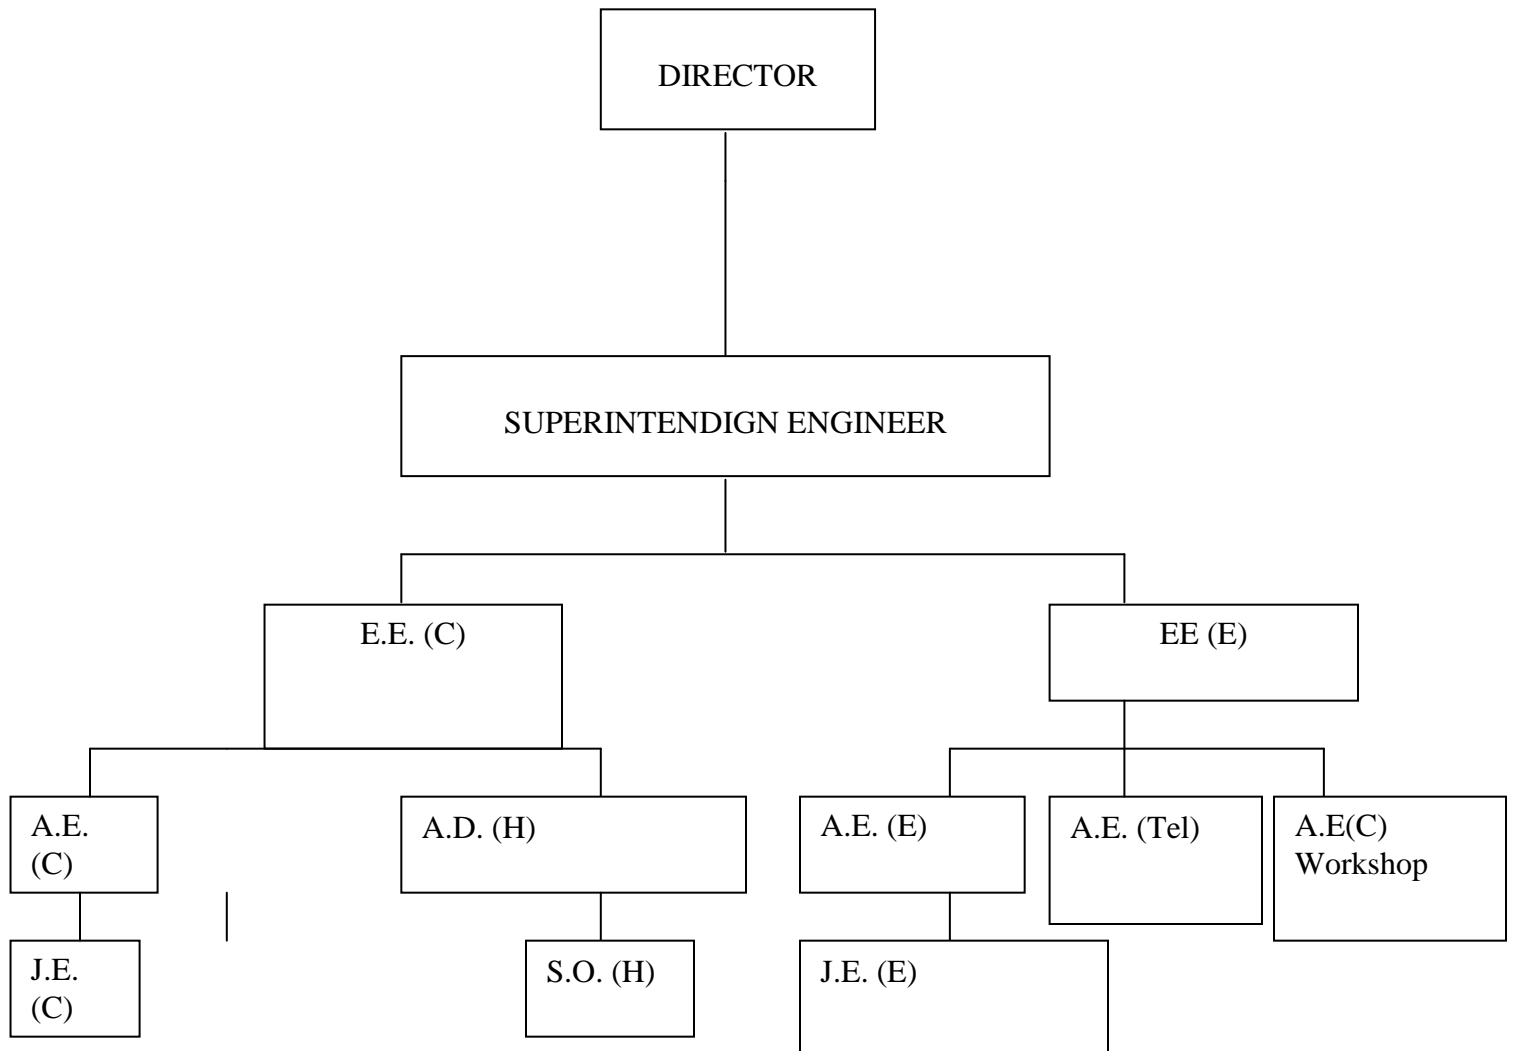 DIRECTOR
SUPERINTENDIGN ENGINEER
E.E. (C)
EE (E)
A.E.
(C)
A.D. (H)
A.E. (E)
A.E. (Tel)
A.E(C)
Workshop
J.E.
(C)
S.O. (H)
J.E. (E)